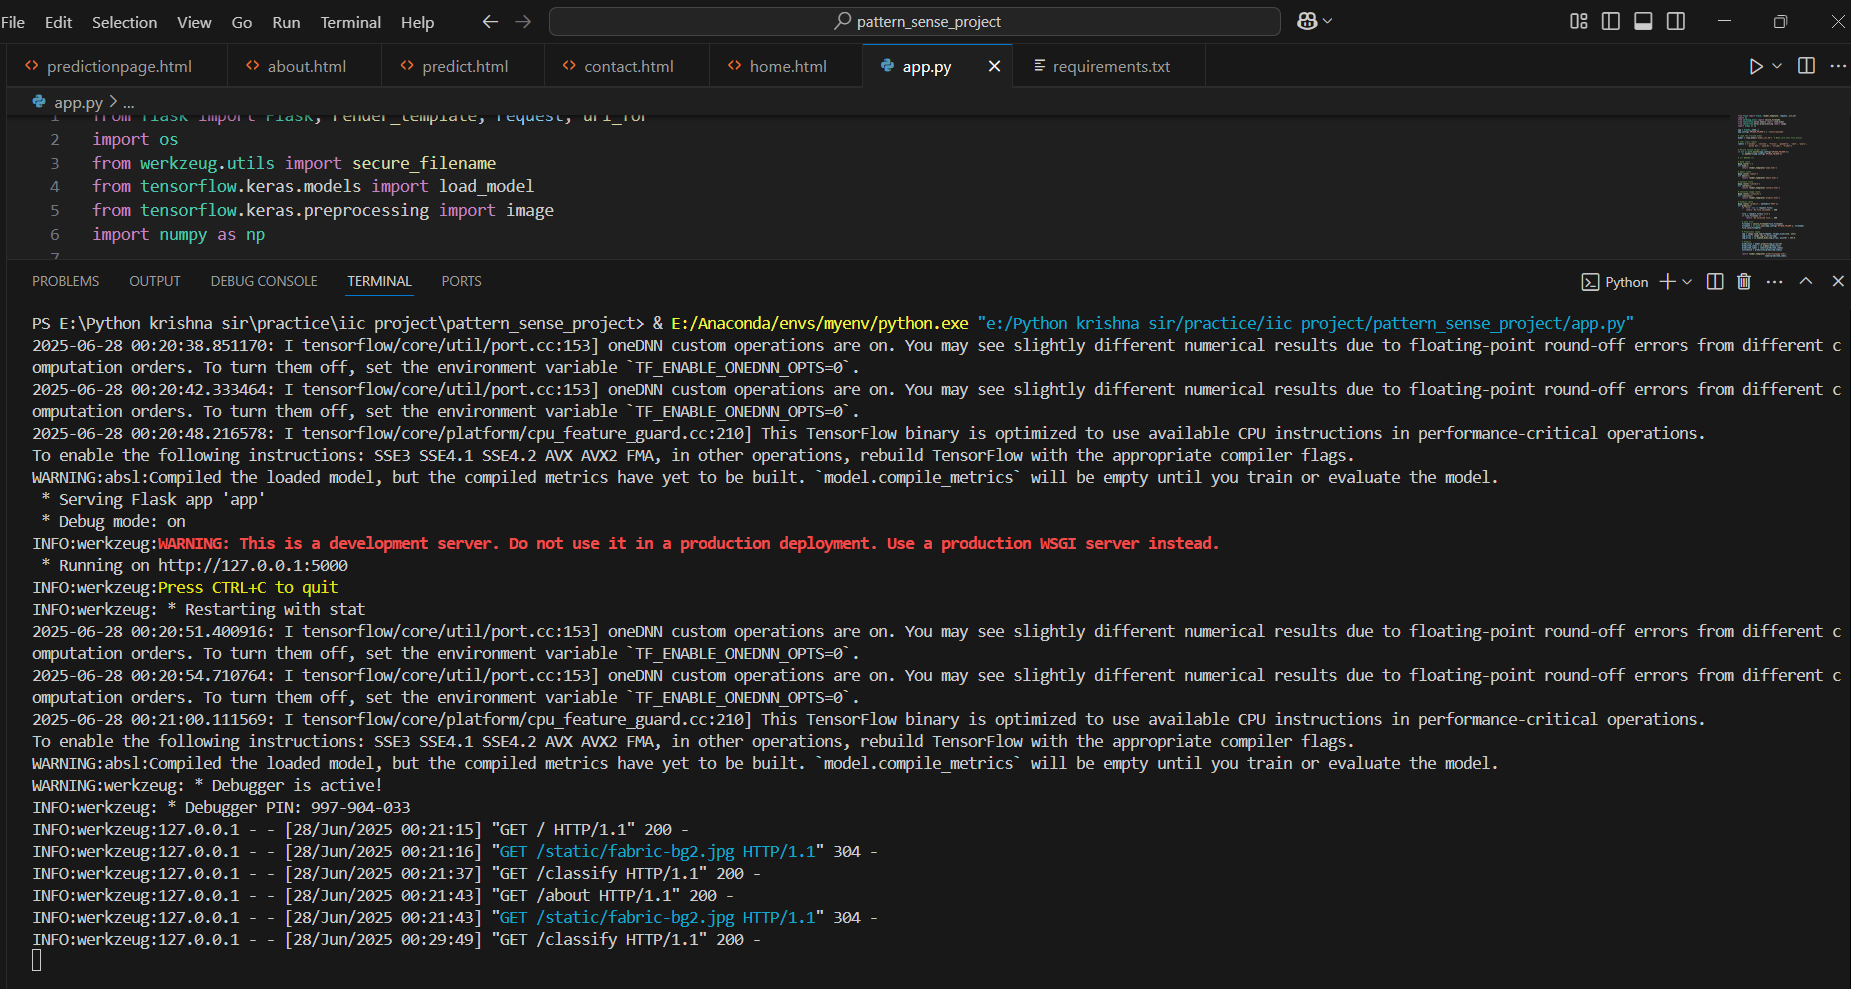 File Edit Selection View Go Run Terminal Help pattern_sense_project
predictionpage.html about.html predict.html contact.html home.html app.py requirements.txt
app.py > ...
1 from flask import Flask, render_template, request, url_for
2 import os
3 from werkzeug.utils import secure_filename
4 from tensorflow.keras.models import load_model
5 from tensorflow.keras.preprocessing import image
6 import numpy as np
7
PROBLEMS OUTPUT DEBUG CONSOLE TERMINAL PORTS Python
PS E:\Python krishna sir\practice\iic project\pattern_sense_project> & E:/Anaconda/envs/myenv/python.exe "e:/Python krishna sir/practice/iic project/pattern_sense_project/app.py"
2025-06-28 00:20:38.851170: I tensorflow/core/util/port.cc:153] oneDNN custom operations are on. You may see slightly different numerical results due to floating-point round-off errors from different c
omputation orders. To turn them off, set the environment variable `TF_ENABLE_ONEDNN_OPTS=0`.
2025-06-28 00:20:42.333464: I tensorflow/core/util/port.cc:153] oneDNN custom operations are on. You may see slightly different numerical results due to floating-point round-off errors from different c
omputation orders. To turn them off, set the environment variable `TF_ENABLE_ONEDNN_OPTS=0`.
2025-06-28 00:20:48.216578: I tensorflow/core/platform/cpu_feature_guard.cc:210] This TensorFlow binary is optimized to use available CPU instructions in performance-critical operations.
To enable the following instructions: SSE3 SSE4.1 SSE4.2 AVX AVX2 FMA, in other operations, rebuild TensorFlow with the appropriate compiler flags.
WARNING:absl:Compiled the loaded model, but the compiled metrics have yet to be built. `model.compile_metrics` will be empty until you train or evaluate the model.
* Serving Flask app 'app'
* Debug mode: on
INFO:werkzeug:WARNING: This is a development server. Do not use it in a production deployment. Use a production WSGI server instead.
* Running on http://127.0.0.1:5000
INFO:werkzeug:Press CTRL+C to quit
INFO:werkzeug: * Restarting with stat
2025-06-28 00:20:51.400916: I tensorflow/core/util/port.cc:153] oneDNN custom operations are on. You may see slightly different numerical results due to floating-point round-off errors from different c
omputation orders. To turn them off, set the environment variable `TF_ENABLE_ONEDNN_OPTS=0`.
2025-06-28 00:20:54.710764: I tensorflow/core/util/port.cc:153] oneDNN custom operations are on. You may see slightly different numerical results due to floating-point round-off errors from different c
omputation orders. To turn them off, set the environment variable `TF_ENABLE_ONEDNN_OPTS=0`.
2025-06-28 00:21:00.111569: I tensorflow/core/platform/cpu_feature_guard.cc:210] This TensorFlow binary is optimized to use available CPU instructions in performance-critical operations.
To enable the following instructions: SSE3 SSE4.1 SSE4.2 AVX AVX2 FMA, in other operations, rebuild TensorFlow with the appropriate compiler flags.
WARNING:absl:Compiled the loaded model, but the compiled metrics have yet to be built. `model.compile_metrics` will be empty until you train or evaluate the model.
WARNING:werkzeug: * Debugger is active!
INFO:werkzeug: * Debugger PIN: 997-904-033
INFO:werkzeug:127.0.0.1 - - [28/Jun/2025 00:21:15] "GET / HTTP/1.1" 200 -
INFO:werkzeug:127.0.0.1 - - [28/Jun/2025 00:21:16] "GET /static/fabric-bg2.jpg HTTP/1.1" 304 -
INFO:werkzeug:127.0.0.1 - - [28/Jun/2025 00:21:37] "GET /classify HTTP/1.1" 200 -
INFO:werkzeug:127.0.0.1 - - [28/Jun/2025 00:21:43] "GET /about HTTP/1.1" 200 -
INFO:werkzeug:127.0.0.1 - - [28/Jun/2025 00:21:43] "GET /static/fabric-bg2.jpg HTTP/1.1" 304 -
INFO:werkzeug:127.0.0.1 - - [28/Jun/2025 00:29:49] "GET /classify HTTP/1.1" 200 -